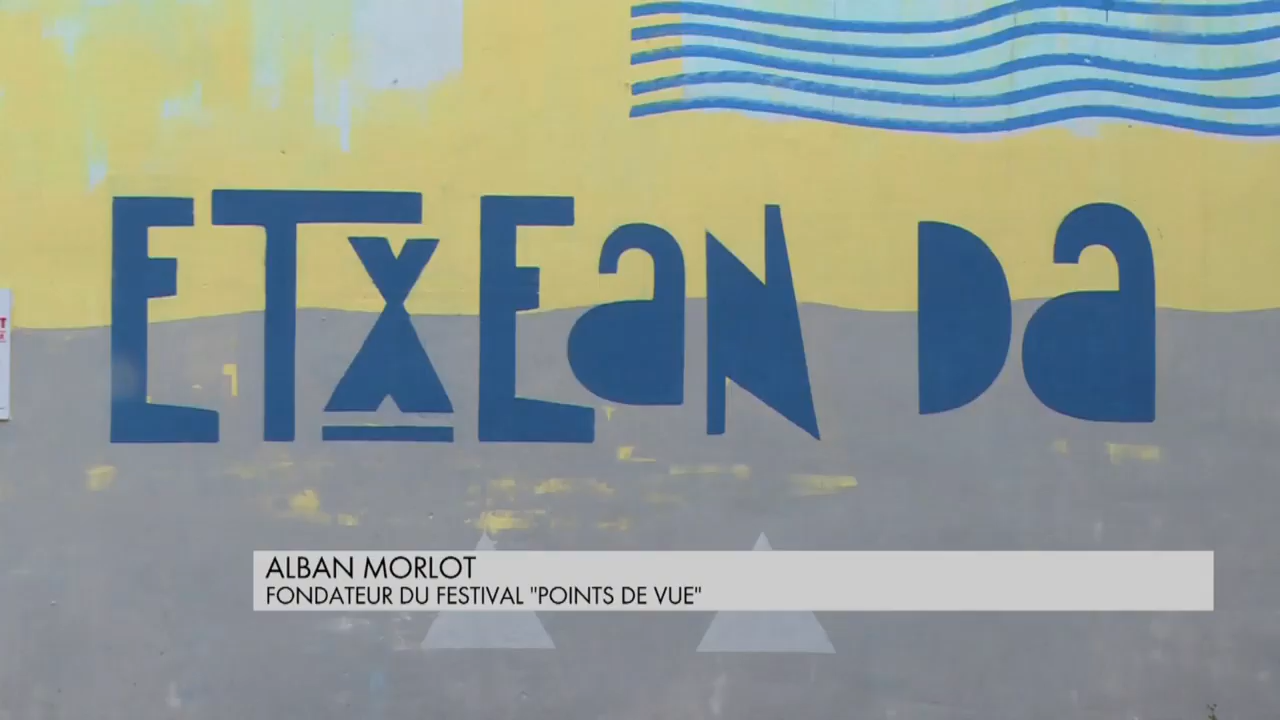 ETXEAN DA
ALBAN MORLOT
FONDATEUR DU FESTIVAL "POINTS DE VUE"